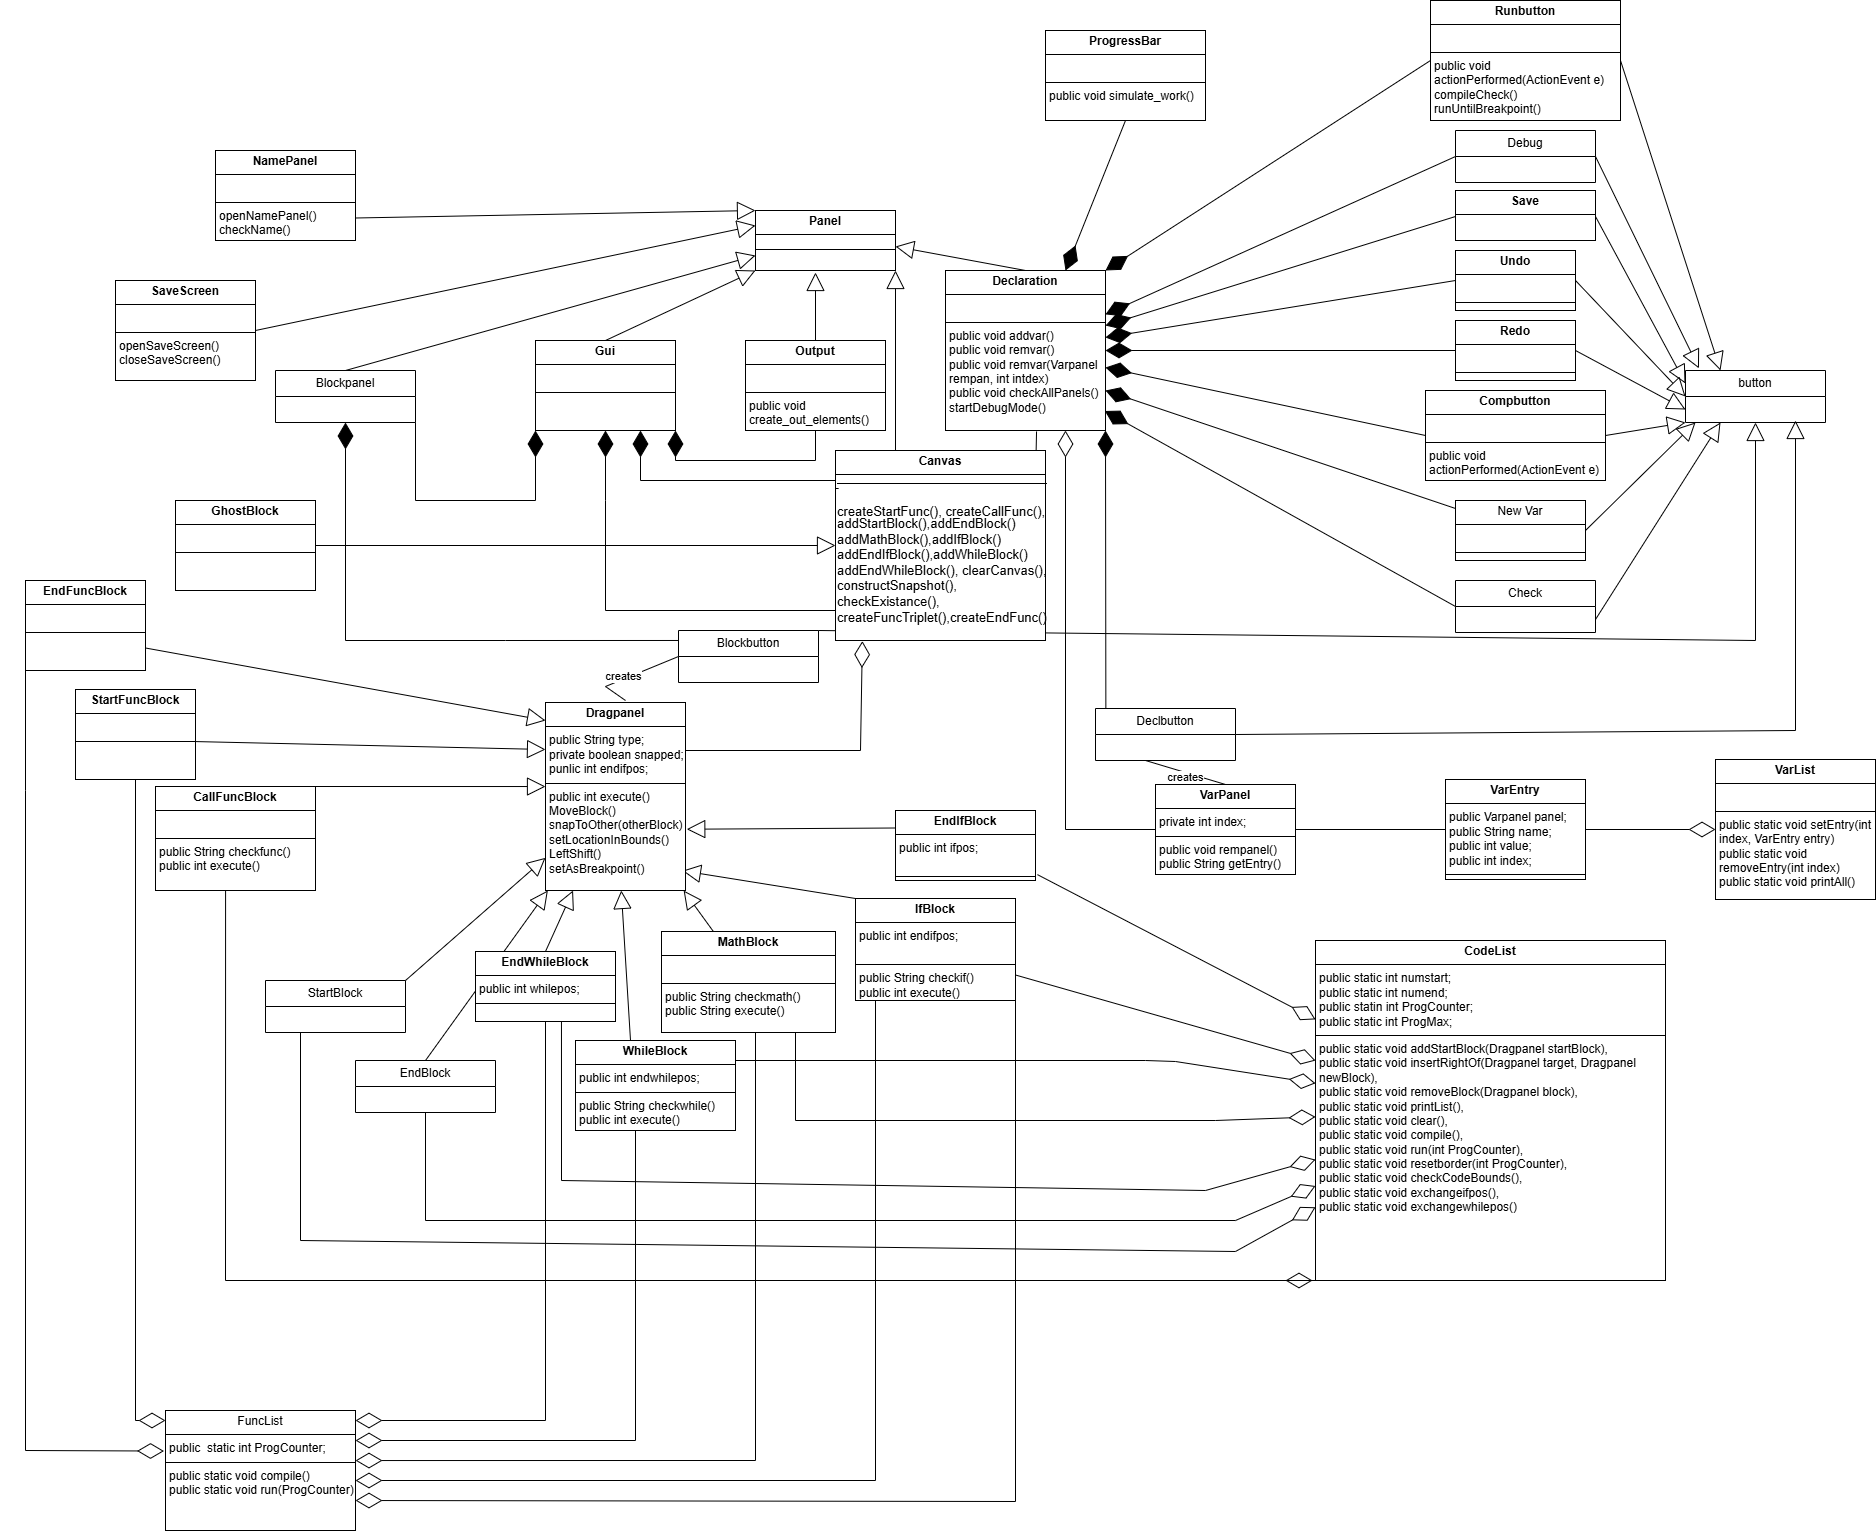 Runbutton
public void
actionPerformed(ActionEvent e)
compileCheck()
runUntilBreakpoint()
ProgressBar
public void simulate_work()
Debug
Save
Undo
Redo
button
Compbutton
public void
actionPerformed(ActionEvent e)
New Var
Check
NamePanel
openNamePanel()
checkName()
Panel
SaveScreen
openSaveScreen()
closeSaveScreen()
Declaration
public void addvar()
public void remvar()
public void remvar(Varpanel
rempan, int intdex)
public void checkAllPanels()
startDebugMode()
Blockpanel
Gui
Output
public void
create_out_elements()
Canvas
createStartFunc(), createCallFunc(),
addStartBlock(),addEndBlock()
addMathBlock(),addIfBlock()
addEndIfBlock(),addWhileBlock()
addEndWhileBlock(), clearCanvas(),
constructSnapshot(),
checkExistance(),
createFuncTriplet(),createEndFunc()
GhostBlock
EndFuncBlock
Blockbutton
creates
StartFuncBlock
Dragpanel
public String type;
private boolean snapped;
punlic int endifpos;
public int execute()
MoveBlock()
snapToOther(otherBlock)
setLocationInBounds()
LeftShift()
setAsBreakpoint()
Declbutton
creates
VarPanel
private int index;
public void rempanel()
public String getEntry()
VarEntry
public Varpanel panel;
public String name;
public int value;
public int index;
VarList
public static void setEntry(int
index, VarEntry entry)
public static void
removeEntry(int index)
public static void printAll()
CallFuncBlock
public String checkfunc()
public int execute()
EndIfBlock
public int ifpos;
IfBlock
public int endifpos;
public String checkif()
public int execute()
MathBlock
public String checkmath()
public String execute()
EndWhileBlock
public int whilepos;
StartBlock
EndBlock
WhileBlock
public int endwhilepos;
public String checkwhile()
public int execute()
CodeList
public static int numstart;
public static int numend;
public statin int ProgCounter;
public static int ProgMax;
public static void addStartBlock(Dragpanel startBlock),
public static void insertRightOf(Dragpanel target, Dragpanel
newBlock),
public static void removeBlock(Dragpanel block),
public static void printList(),
public static void clear(),
public static void compile(),
public static void run(int ProgCounter),
public static void resetborder(int ProgCounter),
public static void checkCodeBounds(),
public static void exchangeifpos(),
public static void exchangewhilepos()
FuncList
public  static int ProgCounter;
public static void compile()
public static void run(ProgCounter)